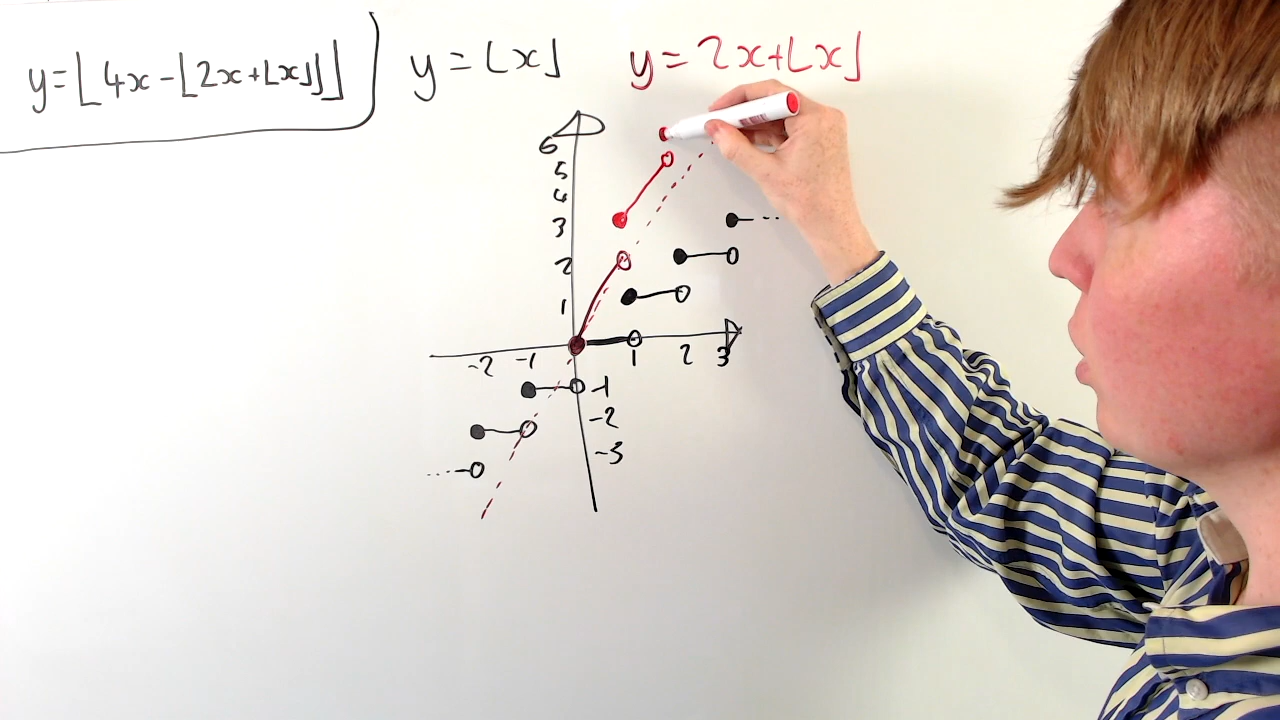 y=⌊4x-⌊2x+⌊x⌋⌋⌋
y=⌊x⌋
y=2x+⌊x⌋
6
5
4
3
2
1
-2 -1 1 2 3
-1
-2
-3